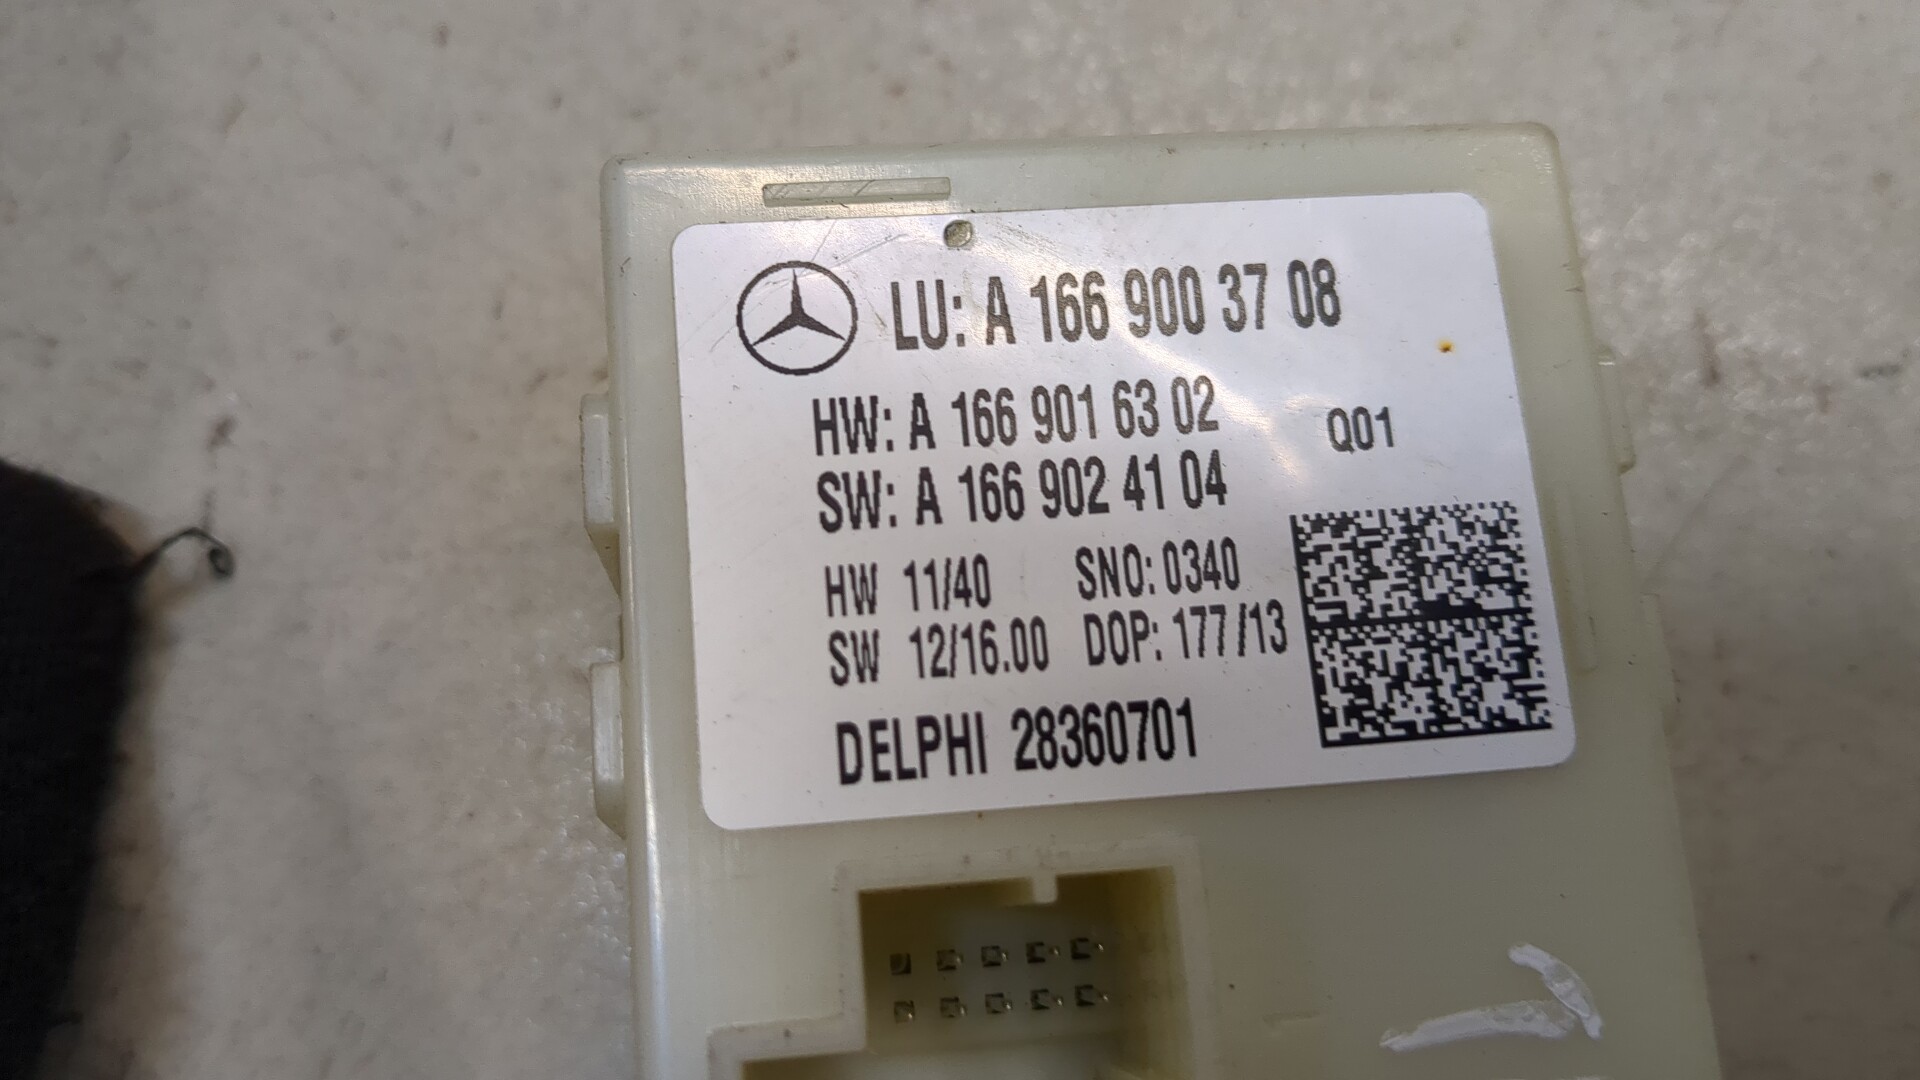 LU: A 166 900 37 08
HW: A 166 901 63 02
Q01
SW: A 166 902 41 04
HW 11/40 SNO: 0340
SW 12/16.00 DOP: 177/13
DELPHI 28360701